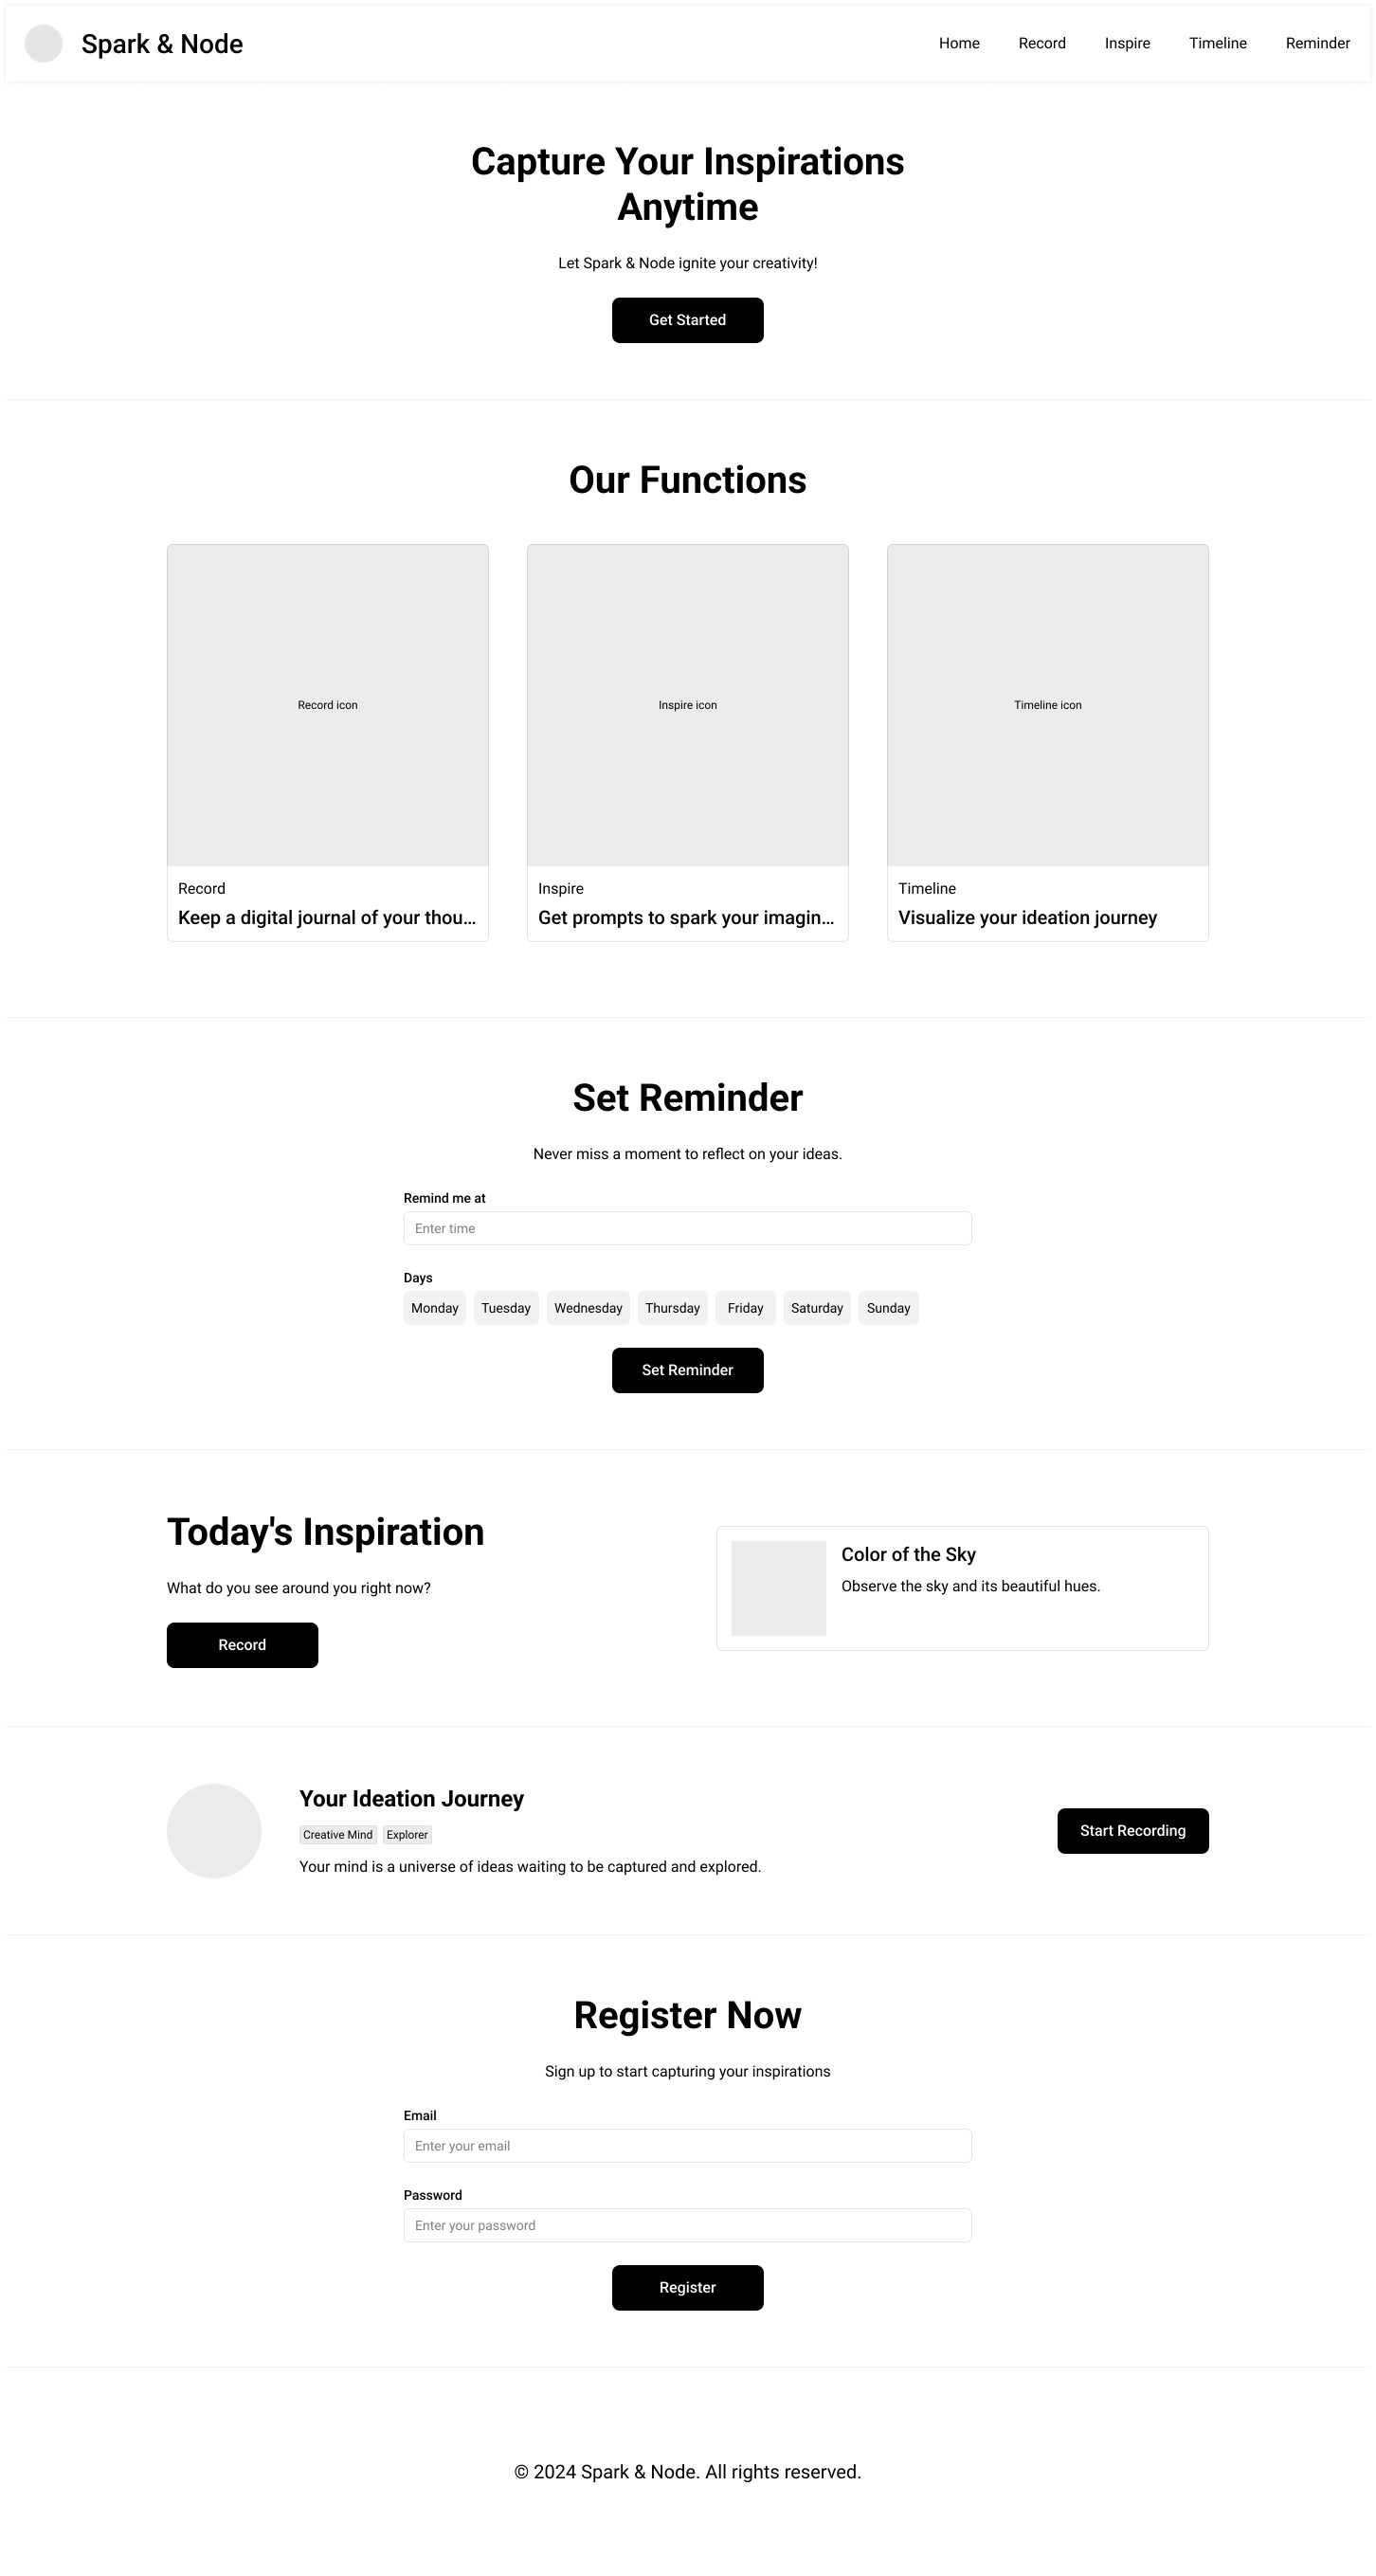 Spark & Node
Home
Record
Inspire
Timeline
Reminder
Capture Your Inspirations
Anytime
Let Spark & Node ignite your creativity!
Get Started
Our Functions
Record icon
Inspire icon
Timeline icon
Record
Keep a digital journal of your thou...
Inspire
Get prompts to spark your imagin...
Timeline
Visualize your ideation journey
Set Reminder
Never miss a moment to reflect on your ideas.
Remind me at
Enter time
Days
Monday
Tuesday
Wednesday
Thursday
Friday
Saturday
Sunday
Set Reminder
Today's Inspiration
What do you see around you right now?
Record
Color of the Sky
Observe the sky and its beautiful hues.
Your Ideation Journey
Creative Mind
Explorer
Your mind is a universe of ideas waiting to be captured and explored.
Start Recording
Register Now
Sign up to start capturing your inspirations
Email
Enter your email
Password
Enter your password
Register
© 2024 Spark & Node. All rights reserved.